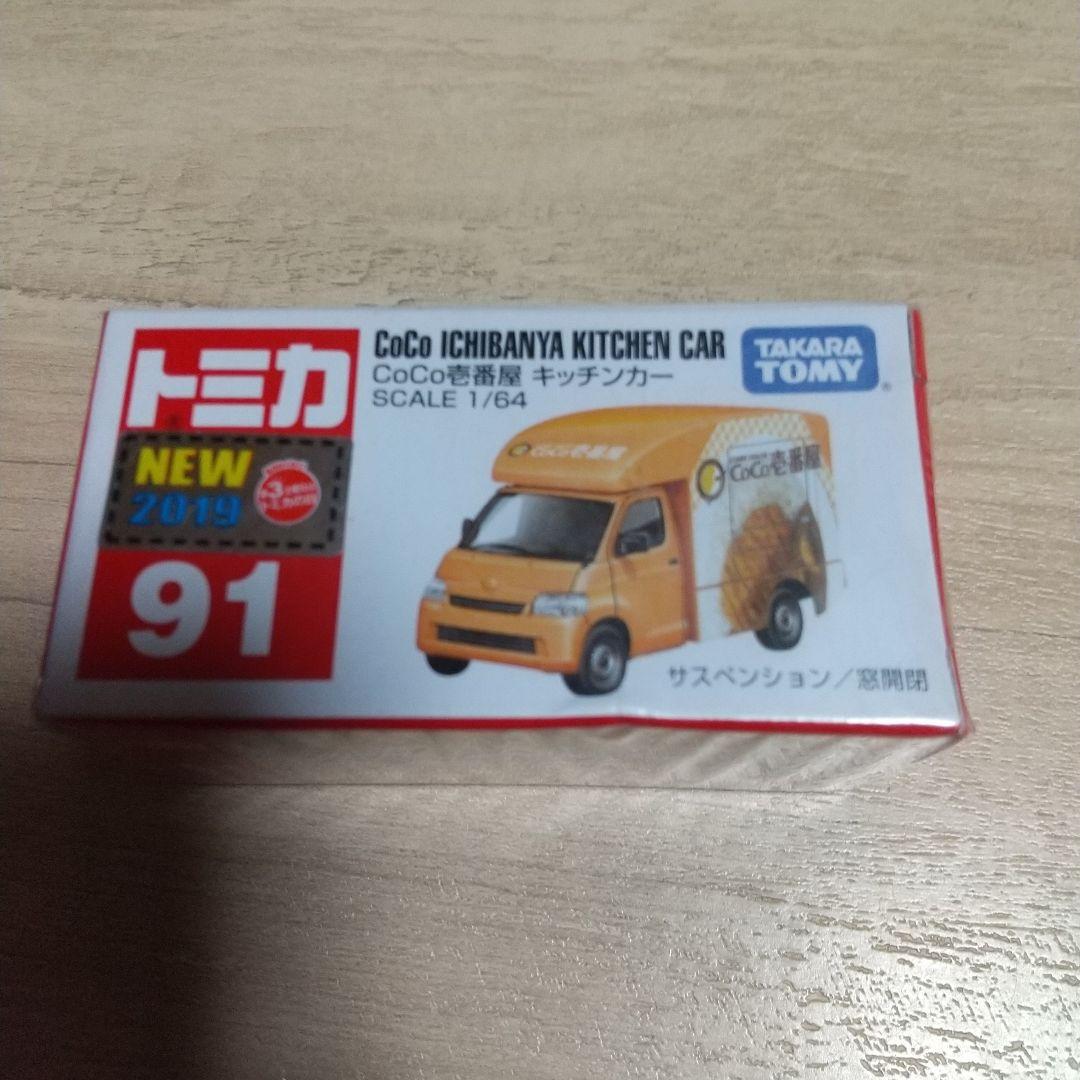 トミカ
NEW
2019
91
CoCo ICHIBANYA KITCHEN CAR
CoCo壱番屋 キッチンカー
SCALE 1/64
TAKARA
TOMY
CoCo壱番屋
CoCo壱番屋
サスペンション/窓開閉